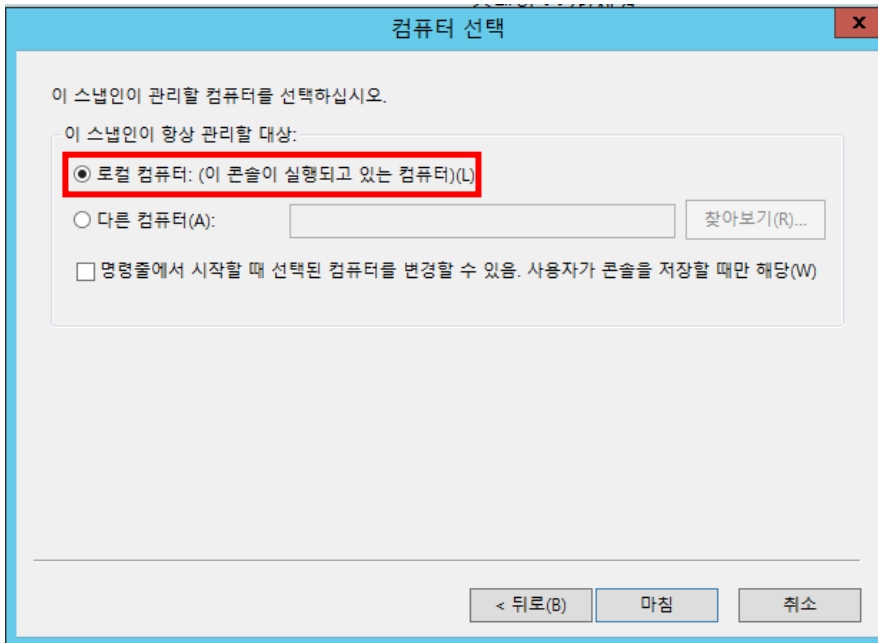 컴퓨터 선택
x
이 스냅인이 관리할 컴퓨터를 선택하십시오.
이 스냅인이 항상 관리할 대상:
로컬 컴퓨터: (이 콘솔이 실행되고 있는 컴퓨터)(L)
다른 컴퓨터(A):
찾아보기(R)...
명령줄에서 시작할 때 선택된 컴퓨터를 변경할 수 있음. 사용자가 콘솔을 저장할 때만 해당(W)
< 뒤로(B)
마침
취소